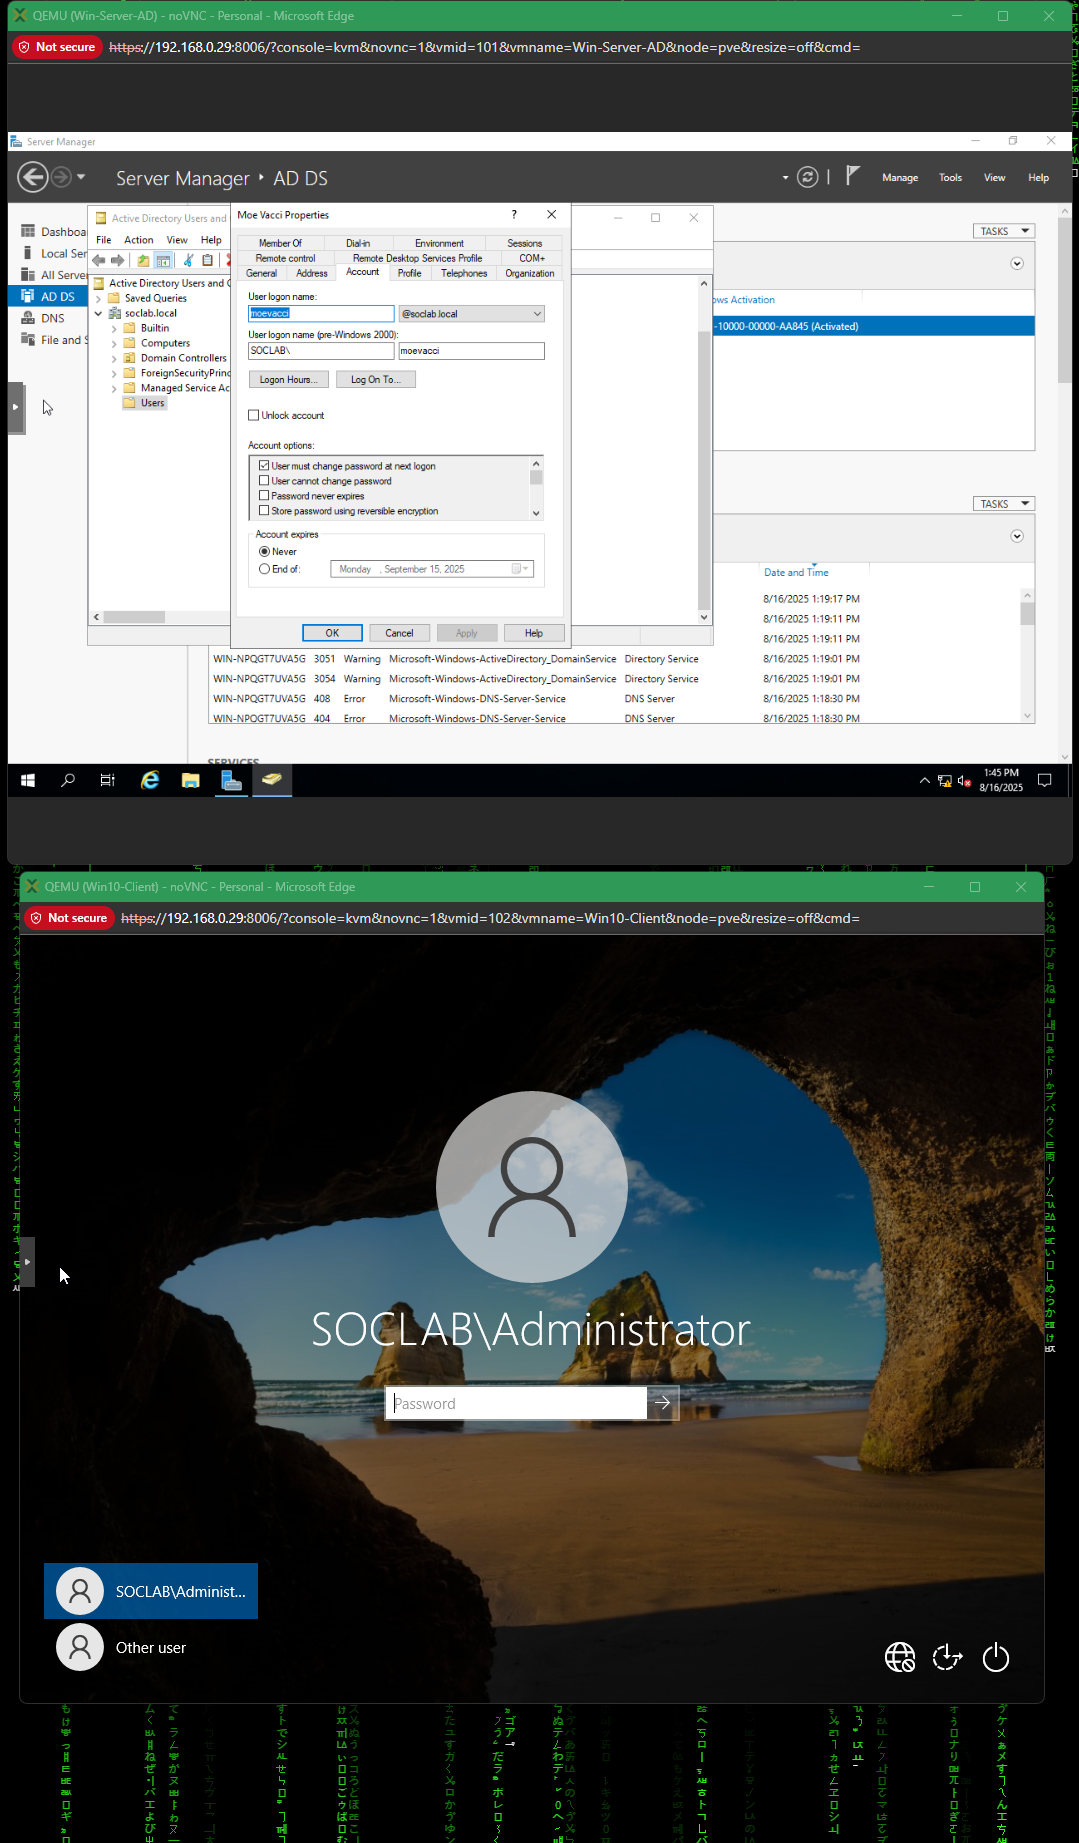 QEMU (Win-Server-AD) - noVNC - Personal - Microsoft Edge
Not secure https://192.168.0.29:8006/?console=kvm&novnc=1&vmid=101&vmname=Win-Server-AD&node=pve&resize=off&cmd=
Server Manager
Server Manager • AD DS
Manage Tools View Help
Dashboa
Local Ser
All Server
AD DS
DNS
File and S
Active Directory Users and
File Action View Help
Active Directory Users and C
Saved Queries
soclab.local
Builtin
Computers
Domain Controllers
ForeignSecurityPrinc
Managed Service Ac
Users
Moe Vacci Properties
Member Of Dial-in Environment Sessions
Remote control Remote Desktop Services Profile COM+
General Address Account Profile Telephones Organization
User logon name:
moevacci @soclab.local
User logon name (pre-Windows 2000):
SOCLAB\ moevacci
Logon Hours... Log On To...
Unlock account
Account options:
User must change password at next logon
User cannot change password
Password never expires
Store password using reversible encryption
Account expires
Never
End of: Monday , September 15, 2025
OK Cancel Apply Help
TASKS
ows Activation
-10000-00000-AA845 (Activated)
TASKS
Date and Time
8/16/2025 1:19:17 PM
8/16/2025 1:19:11 PM
8/16/2025 1:19:11 PM
WIN-NPQGT7UVA5G 3051 Warning Microsoft-Windows-ActiveDirectory_DomainService Directory Service 8/16/2025 1:19:01 PM
WIN-NPQGT7UVA5G 3054 Warning Microsoft-Windows-ActiveDirectory_DomainService Directory Service 8/16/2025 1:19:01 PM
WIN-NPQGT7UVA5G 408 Error Microsoft-Windows-DNS-Server-Service DNS Server 8/16/2025 1:18:30 PM
WIN-NPQGT7UVA5G 404 Error Microsoft-Windows-DNS-Server-Service DNS Server 8/16/2025 1:18:30 PM
SERVICES
1:45 PM
8/16/2025
QEMU (Win10-Client) - noVNC - Personal - Microsoft Edge
Not secure https://192.168.0.29:8006/?console=kvm&novnc=1&vmid=102&vmname=Win10-Client&node=pve&resize=off&cmd=
SOCLAB\Administrator
Password
SOCLAB\Administ...
Other user